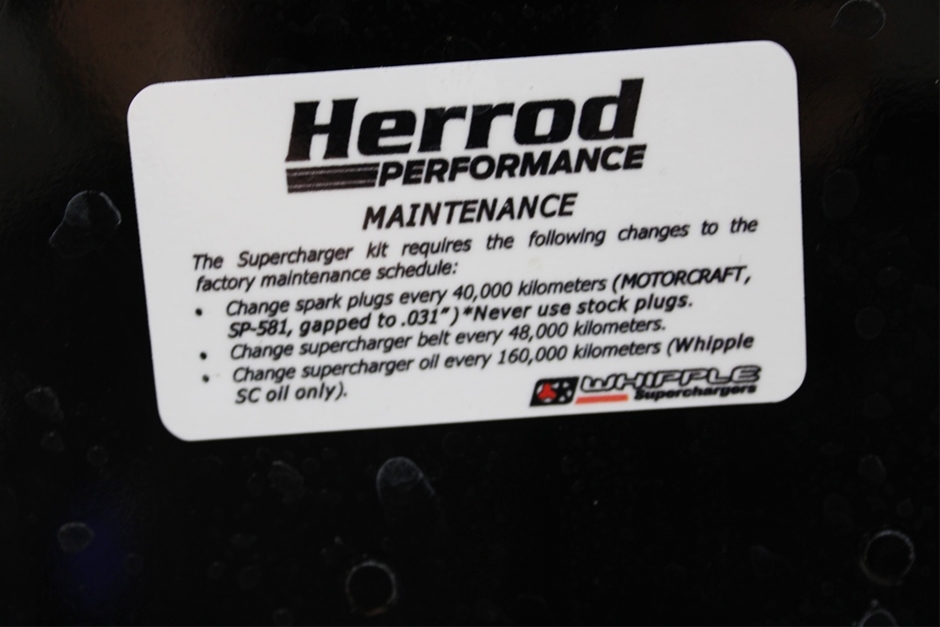 Herrod
PERFORMANCE
MAINTENANCE
The Supercharger kit requires the following changes to the
factory maintenance schedule:
• Change spark plugs every 40,000 kilometers (MOTORCRAFT,
SP-581, gapped to .031”)*Never use stock plugs.
• Change supercharger belt every 48,000 kilometers.
• Change supercharger oil every 160,000 kilometers (Whipple
SC oil only).
WHIPPLE
Superchargers